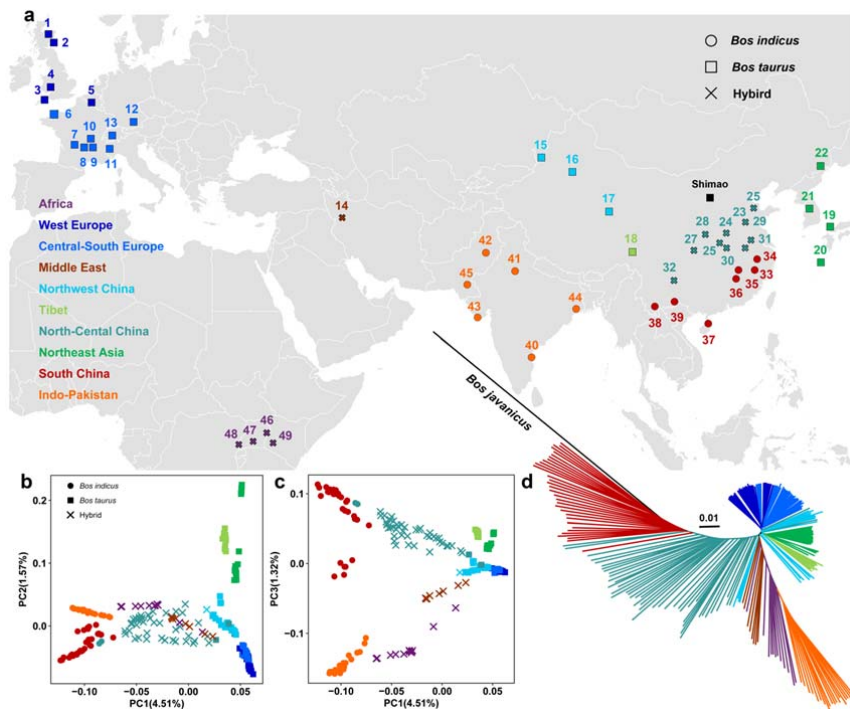 a
1
2
4
3
5
6
12
13
10
7
8 9 11
Bos indicus
Bos taurus
Hybird
15
16
17
22
Shimao
25
21
23 29
28 24
19
27 25 30 31
18
20
34
33
35
36
32
38 39
37
14
42
41
45
43
44
40
Africa
West Europe
Central-South Europe
Middle East
Northwest China
Tibet
North-Cental China
Northeast Asia
South China
Indo-Pakistan
46
47
48 49
Bos javanicus
b
Bos indicus
Bos taurus
Hybrid
0.2
0.1
0.0
PC2(1.57%)
−0.10 −0.05 0.00 0.05
PC1(4.51%)
c
0.1
0.0
−0.1
PC3(1.32%)
−0.10 −0.05 0.00 0.05
PC1(4.51%)
d
0.01